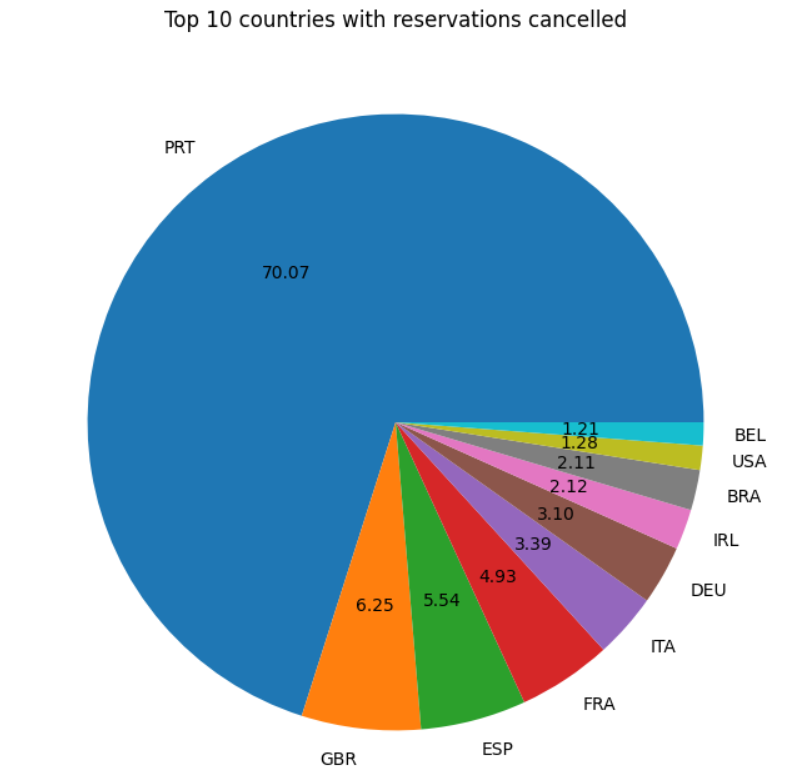 Top 10 countries with reservations cancelled
PRT
70.07
BEL
1.21
USA
1.28
BRA
2.11
IRL
2.12
DEU
3.10
ITA
3.39
FRA
4.93
ESP
5.54
GBR
6.25